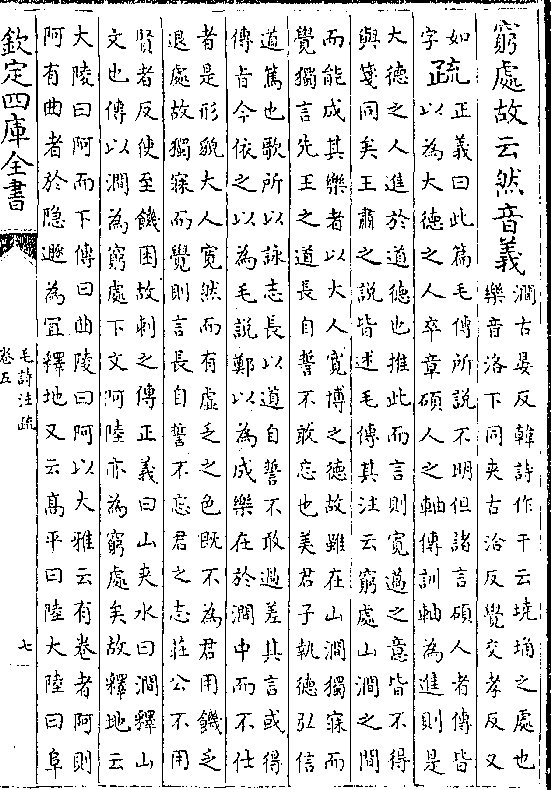 窮處故云然音義
澗古晏反韓詩作干云墝埆之處也
樂音洛下同夾古洽反覺交孝反又
如
字
疏
正義曰此篇毛傳所說不明但諸言碩人者傳皆
以為大德之人卒章碩人之軸傳訓軸為進則是
大德之人進於道德也推此而言則寛薖之意皆不得
與箋同矣王肅之說皆述毛傳其注云窮處山澗之間
而能成其樂者以大人寛博之德故雖在山澗獨寐而
覺獨言先王之道長自誓不敢忘也美君子執德弘信
道篤也歌所以詠志長以道自誓不敢過差其言或得
傳旨今依之以為毛說鄭以為成樂在於澗中而不仕
者是形貌大人寛然而有虛乏之色既不為君用饑乏
退處故獨寐而覺則言長自誓不忘君之志莊公不用
賢者反使至饑困故刺之傳正義曰山夾水曰澗釋山
文也傳以澗為窮處下文阿陸亦為窮處矣故釋地云
大陵曰阿而下傳曰曲陵曰阿以大雅云有卷者阿則
阿有曲者於隱遯為宜釋地又云高平曰陸大陸曰阜
欽定四庫全書
毛詩注疏
卷五
七